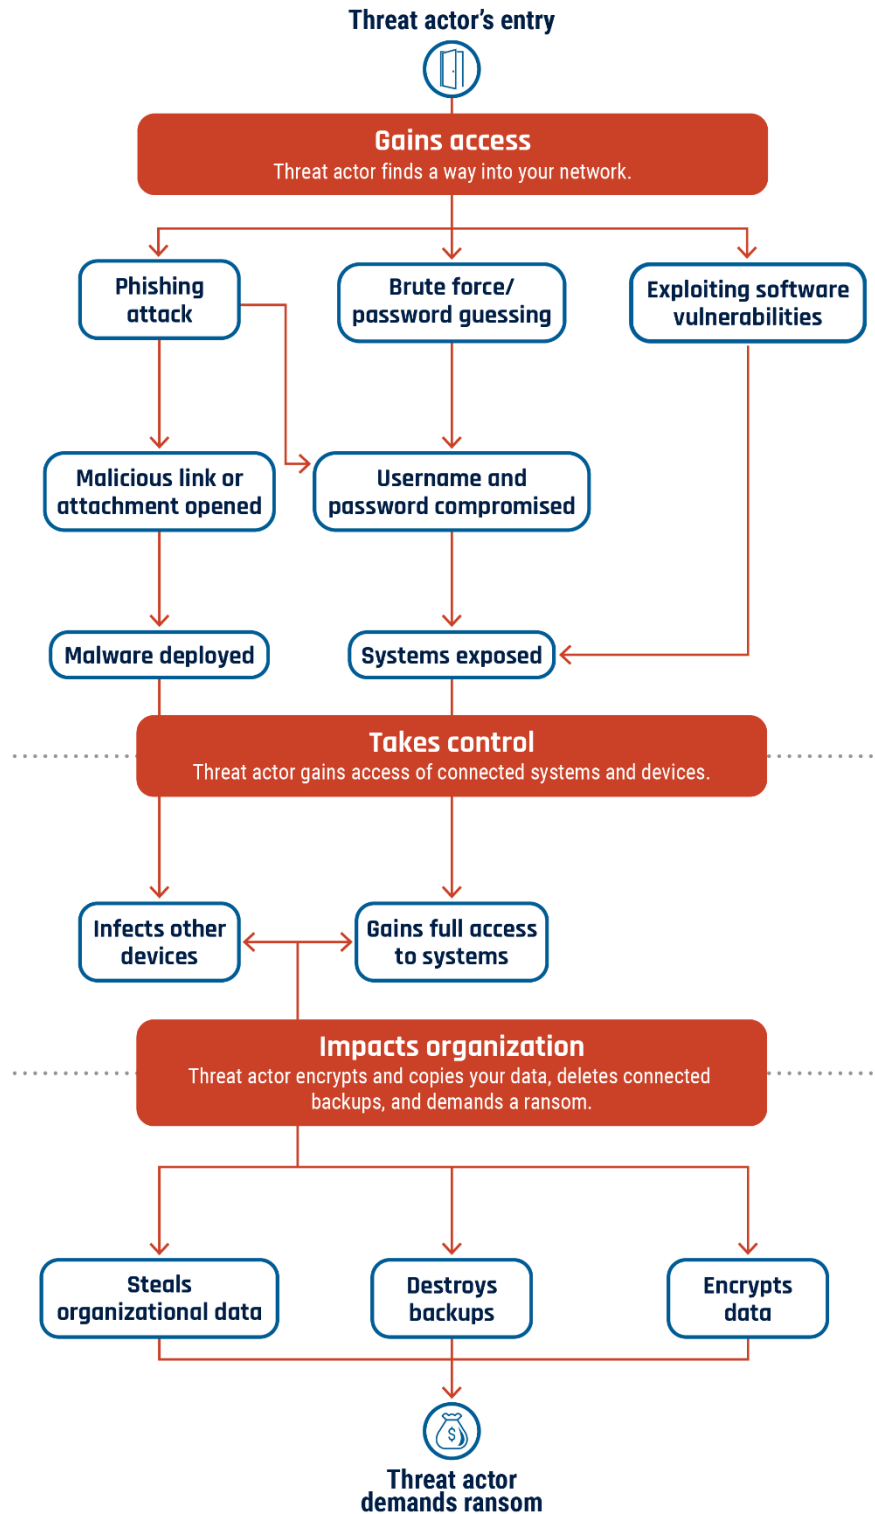 Threat actor's entry
Gains access
Threat actor finds a way into your network.
Phishing
attack
Brute force/
password guessing
Exploiting software
vulnerabilities
Malicious link or
attachment opened
Username and
password compromised
Malware deployed
Systems exposed
Takes control
Threat actor gains access of connected systems and devices.
Infects other
devices
Gains full access
to systems
Impacts organization
Threat actor encrypts and copies your data, deletes connected
backups, and demands a ransom.
Steals
organizational data
Destroys
backups
Encrypts
data
$
Threat actor
demands ransom